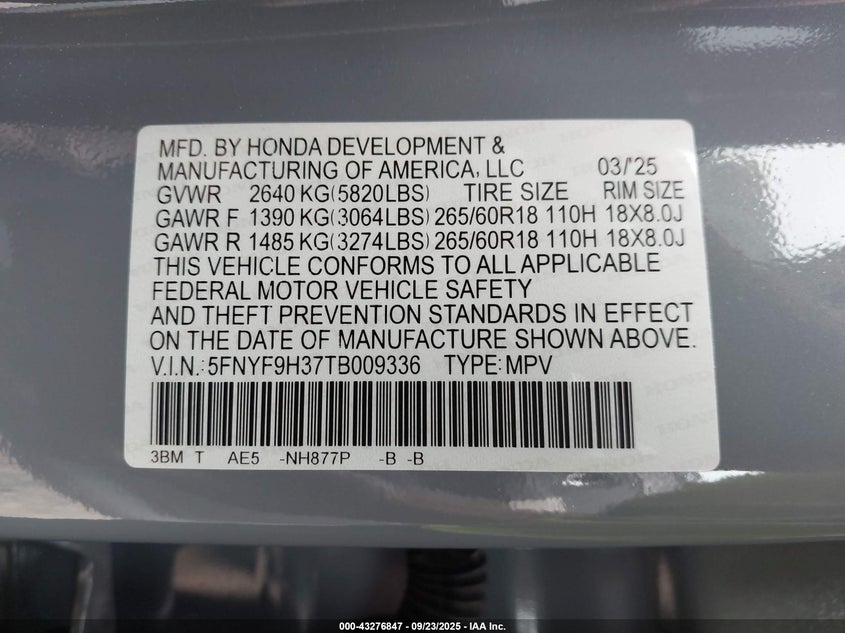 MFD. BY HONDA DEVELOPMENT &
MANUFACTURING OF AMERICA, LLC 03/'25
GVWR 2640 KG(5820LBS) TIRE SIZE RIM SIZE
GAWR F 1390 KG(3064LBS) 265/60R18 110H 18X8.0J
GAWR R 1485 KG(3274LBS) 265/60R18 110H 18X8.0J
THIS VEHICLE CONFORMS TO ALL APPLICABLE
FEDERAL MOTOR VEHICLE SAFETY
AND THEFT PREVENTION STANDARDS IN EFFECT
ON THE DATE OF MANUFACTURE SHOWN ABOVE.
V.I.N.: 5FNYF9H37TB009336 TYPE: MPV
3BM T AE5 -NH877P -B -B
000-43276847 - 09/23/2025 - IAA Inc.